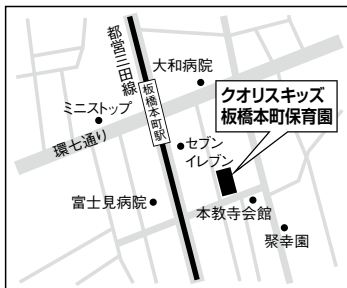 都営三田線
大和病院
板橋本町駅
クオリスキッズ
板橋本町保育園
ミニストップ
環七通り
セブン
イレブン
富士見病院
本教寺会館
聚幸園